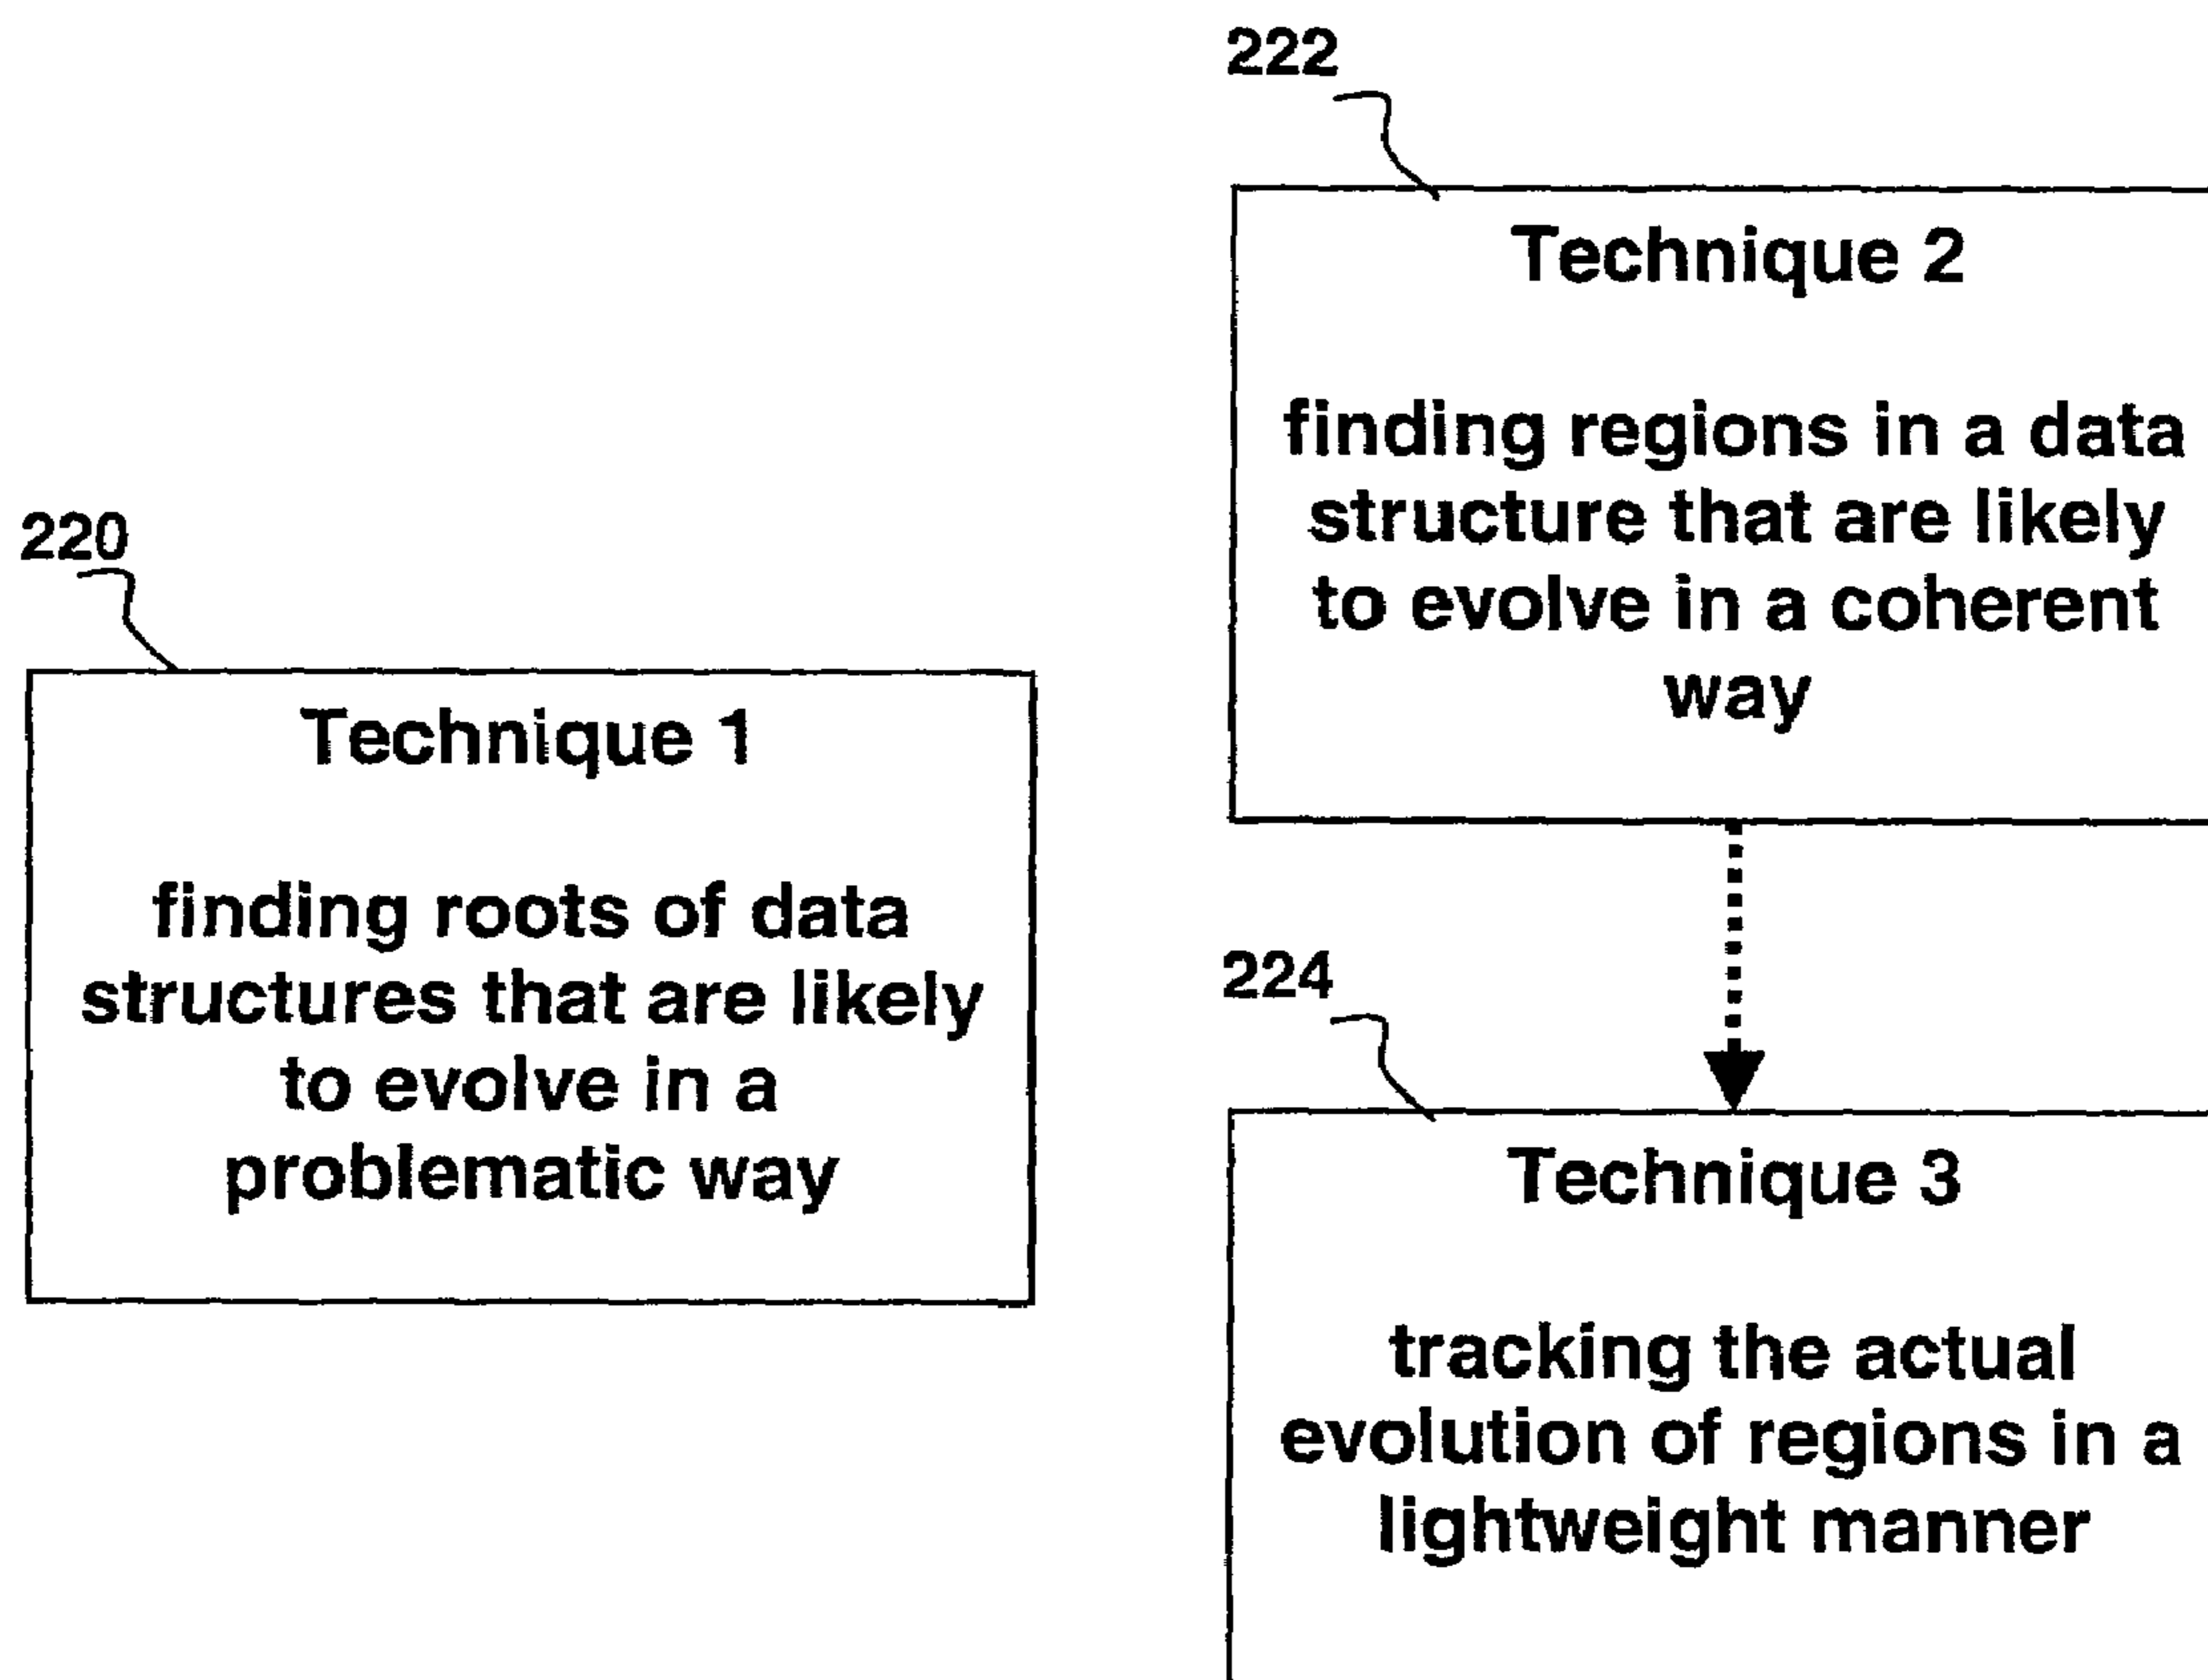 220
Technique 1
finding roots of data
structures that are likely
to evolve in a
problematic way
222
Technique 2
finding regions in a data
structure that are likely
to evolve in a coherent
way
224
Technique 3
tracking the actual
evolution of regions in a
lightweight manner